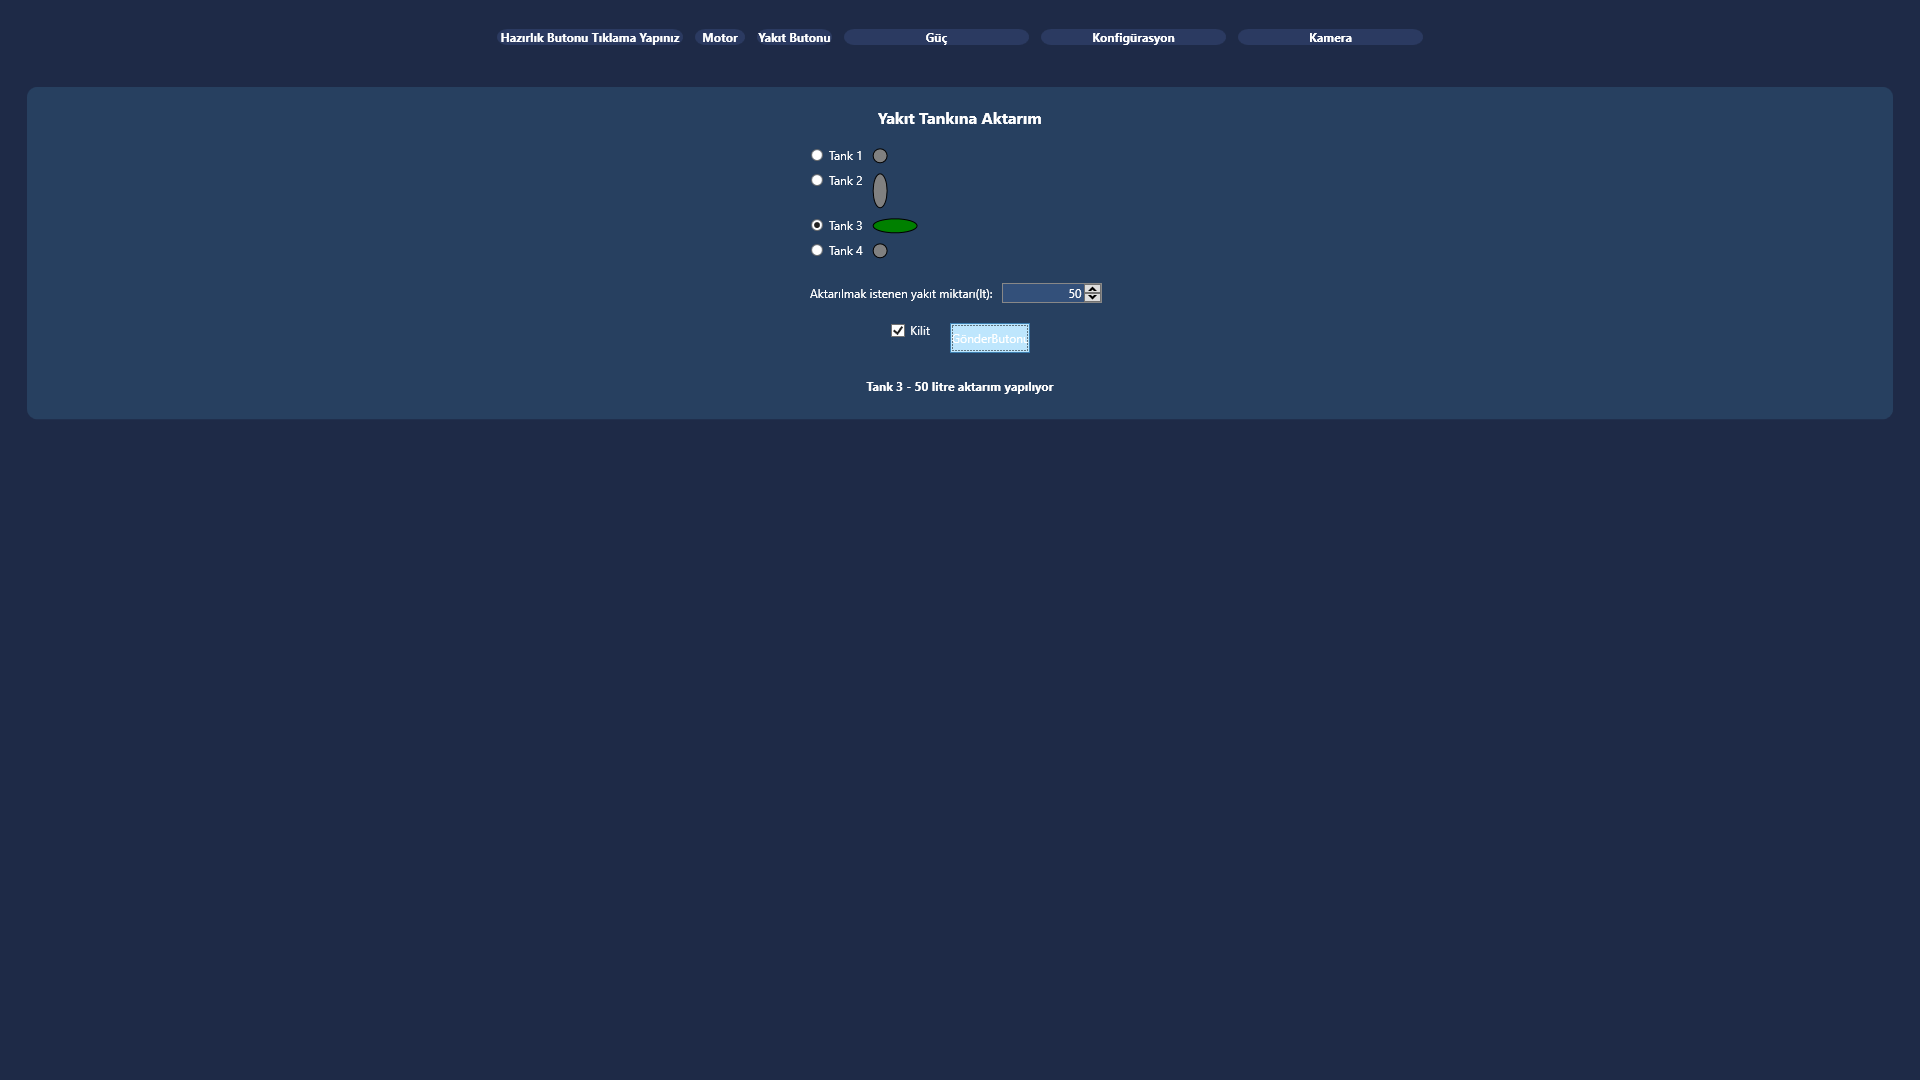 Hazırlık Butonu Tıklama Yapınız Motor Yakıt Butonu Güç Konfigürasyon Kamera
Yakıt Tankına Aktarım
Tank 1
Tank 2
Tank 3
Tank 4
Aktarılmak istenen yakıt miktarı(lt): 50
Kilit GönderButonu
Tank 3 - 50 litre aktarım yapılıyor